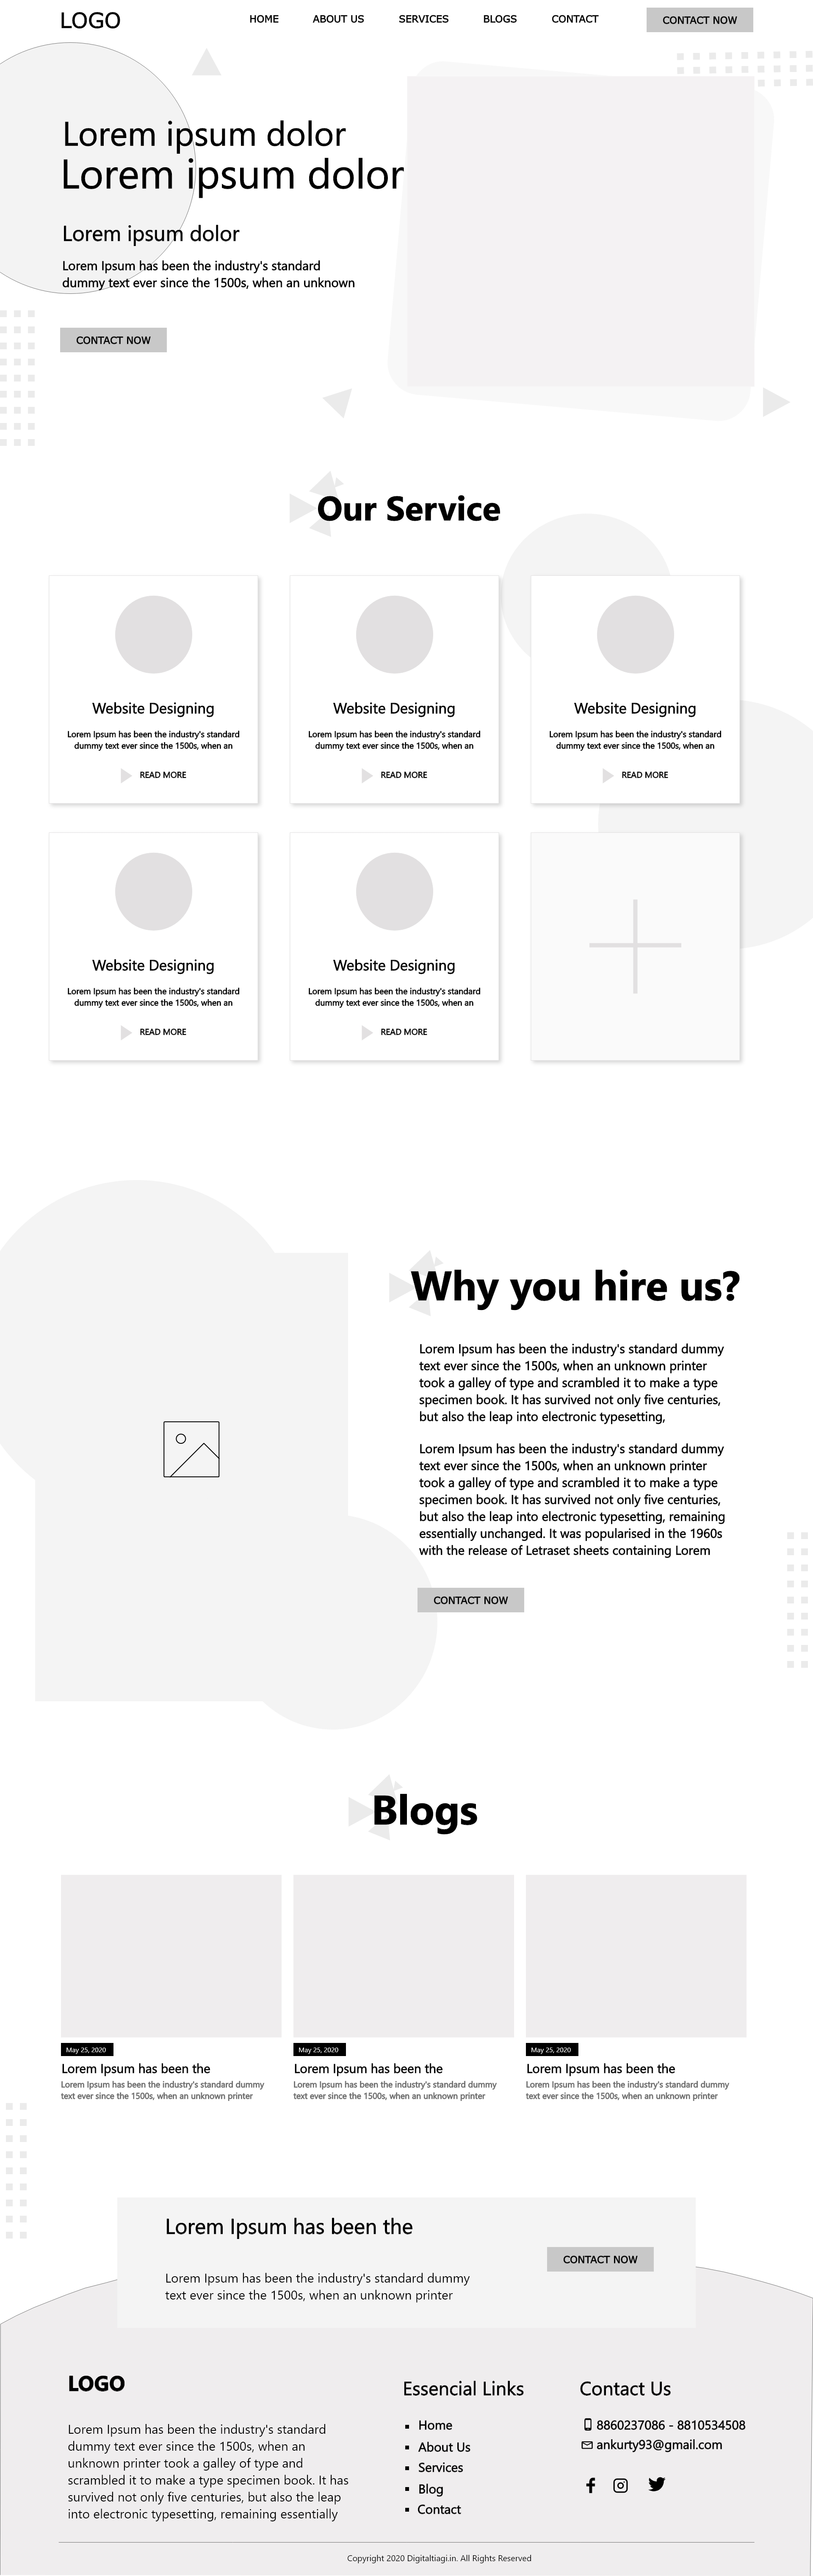 LOGO
HOME
ABOUT US
SERVICES
BLOGS
CONTACT
CONTACT NOW
Lorem ipsum dolor
Lorem ipsum dolor
Lorem ipsum dolor
Lorem Ipsum has been the industry's standard
dummy text ever since the 1500s, when an unknown
CONTACT NOW
Our Service
Website Designing
Lorem Ipsum has been the industry's standard
dummy text ever since the 1500s, when an
READ MORE
Website Designing
Lorem Ipsum has been the industry's standard
dummy text ever since the 1500s, when an
READ MORE
Website Designing
Lorem Ipsum has been the industry's standard
dummy text ever since the 1500s, when an
READ MORE
Website Designing
Lorem Ipsum has been the industry's standard
dummy text ever since the 1500s, when an
READ MORE
Website Designing
Lorem Ipsum has been the industry's standard
dummy text ever since the 1500s, when an
READ MORE
Why you hire us?
Lorem Ipsum has been the industry's standard dummy
text ever since the 1500s, when an unknown printer
took a galley of type and scrambled it to make a type
specimen book. It has survived not only five centuries,
but also the leap into electronic typesetting,
Lorem Ipsum has been the industry's standard dummy
text ever since the 1500s, when an unknown printer
took a galley of type and scrambled it to make a type
specimen book. It has survived not only five centuries,
but also the leap into electronic typesetting, remaining
essentially unchanged. It was popularised in the 1960s
with the release of Letraset sheets containing Lorem
CONTACT NOW
Blogs
May 25, 2020
Lorem Ipsum has been the
Lorem Ipsum has been the industry's standard dummy
text ever since the 1500s, when an unknown printer
May 25, 2020
Lorem Ipsum has been the
Lorem Ipsum has been the industry's standard dummy
text ever since the 1500s, when an unknown printer
May 25, 2020
Lorem Ipsum has been the
Lorem Ipsum has been the industry's standard dummy
text ever since the 1500s, when an unknown printer
Lorem Ipsum has been the
Lorem Ipsum has been the industry's standard dummy
text ever since the 1500s, when an unknown printer
CONTACT NOW
LOGO
Lorem Ipsum has been the industry's standard
dummy text ever since the 1500s, when an
unknown printer took a galley of type and
scrambled it to make a type specimen book. It has
survived not only five centuries, but also the leap
into electronic typesetting, remaining essentially
Essencial Links
Home
About Us
Services
Blog
Contact
Contact Us
8860237086 - 8810534508
ankurty93@gmail.com
Copyright 2020 Digitaltiagi.in. All Rights Reserved